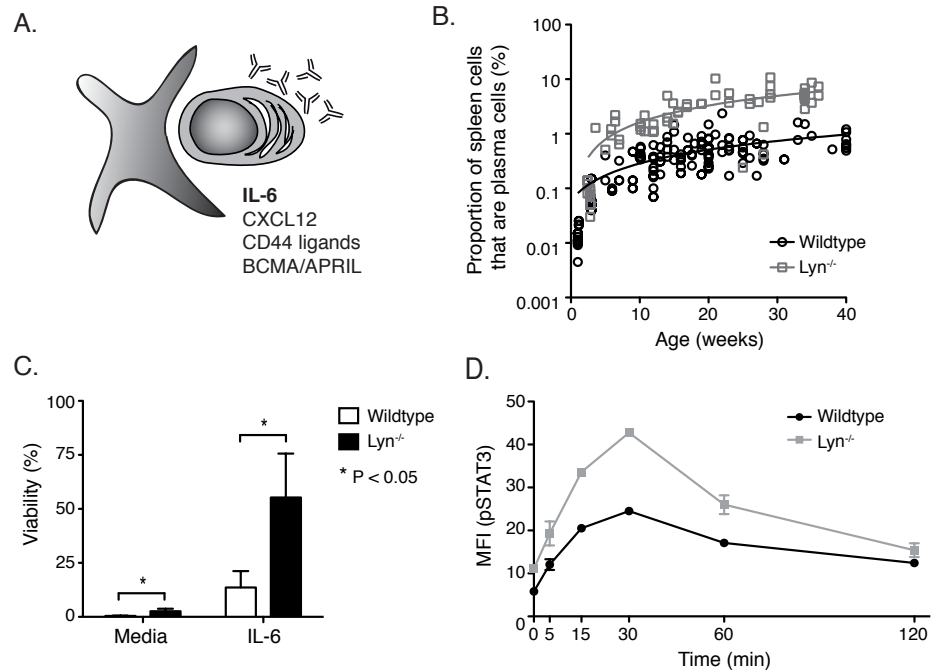 A.
IL-6
CXCL12
CD44 ligands
BCMA/APRIL
B.
Proportion of spleen cells
that are plasma cells (%)
100
10
1
0.1
0.01
0.001
0 10 20 30 40
Age (weeks)
Wildtype
Lyn-/-
C.
Viability (%)
100
75
50
25
0
*
*
Media IL-6
Wildtype
Lyn-/-
* P < 0.05
D.
MFI (pSTAT3)
50
40
30
20
10
0
0 5 15 30 60 120
Time (min)
Wildtype
Lyn-/-